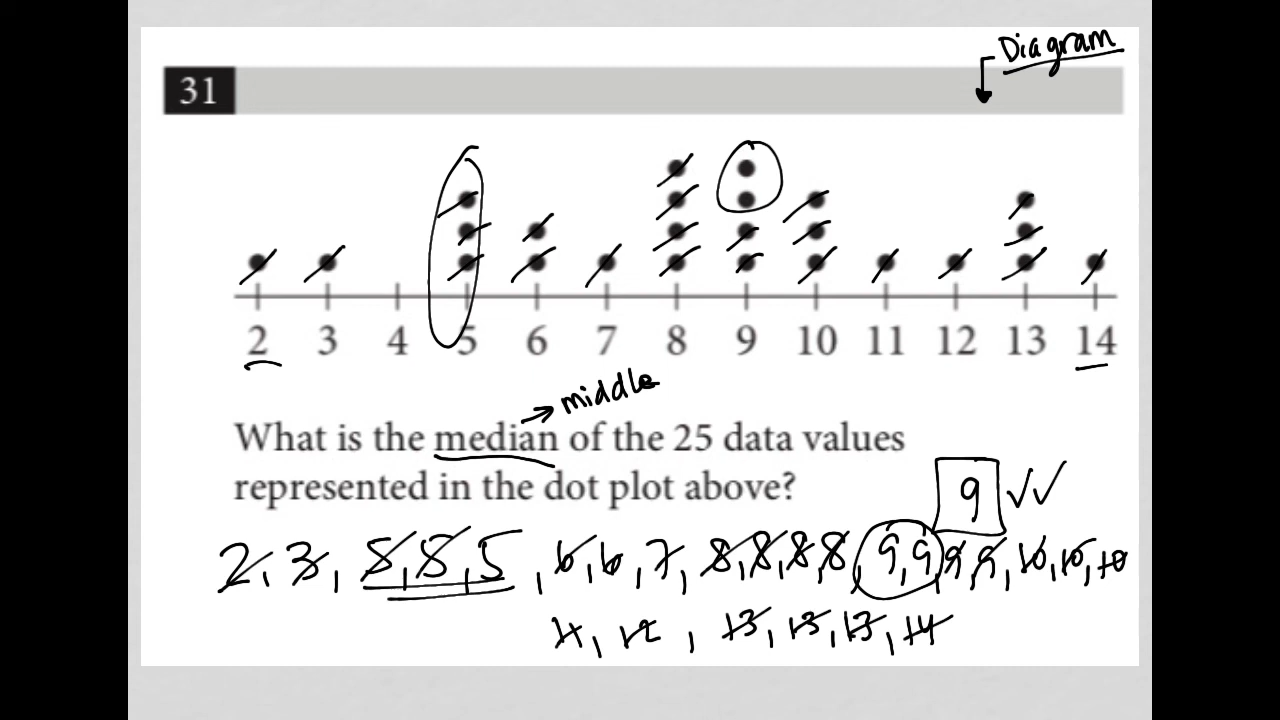 Diagram
31
2 3 4 5 6 7 8 9 10 11 12 13 14
middle
What is the median of the 25 data values
represented in the dot plot above?
9
2, 3, 5, 5, 5, 6, 6, 7, 8, 8, 8, 8, 9, 9, 9, 9, 10, 10, 10
11, 12, 13, 13, 13, 14